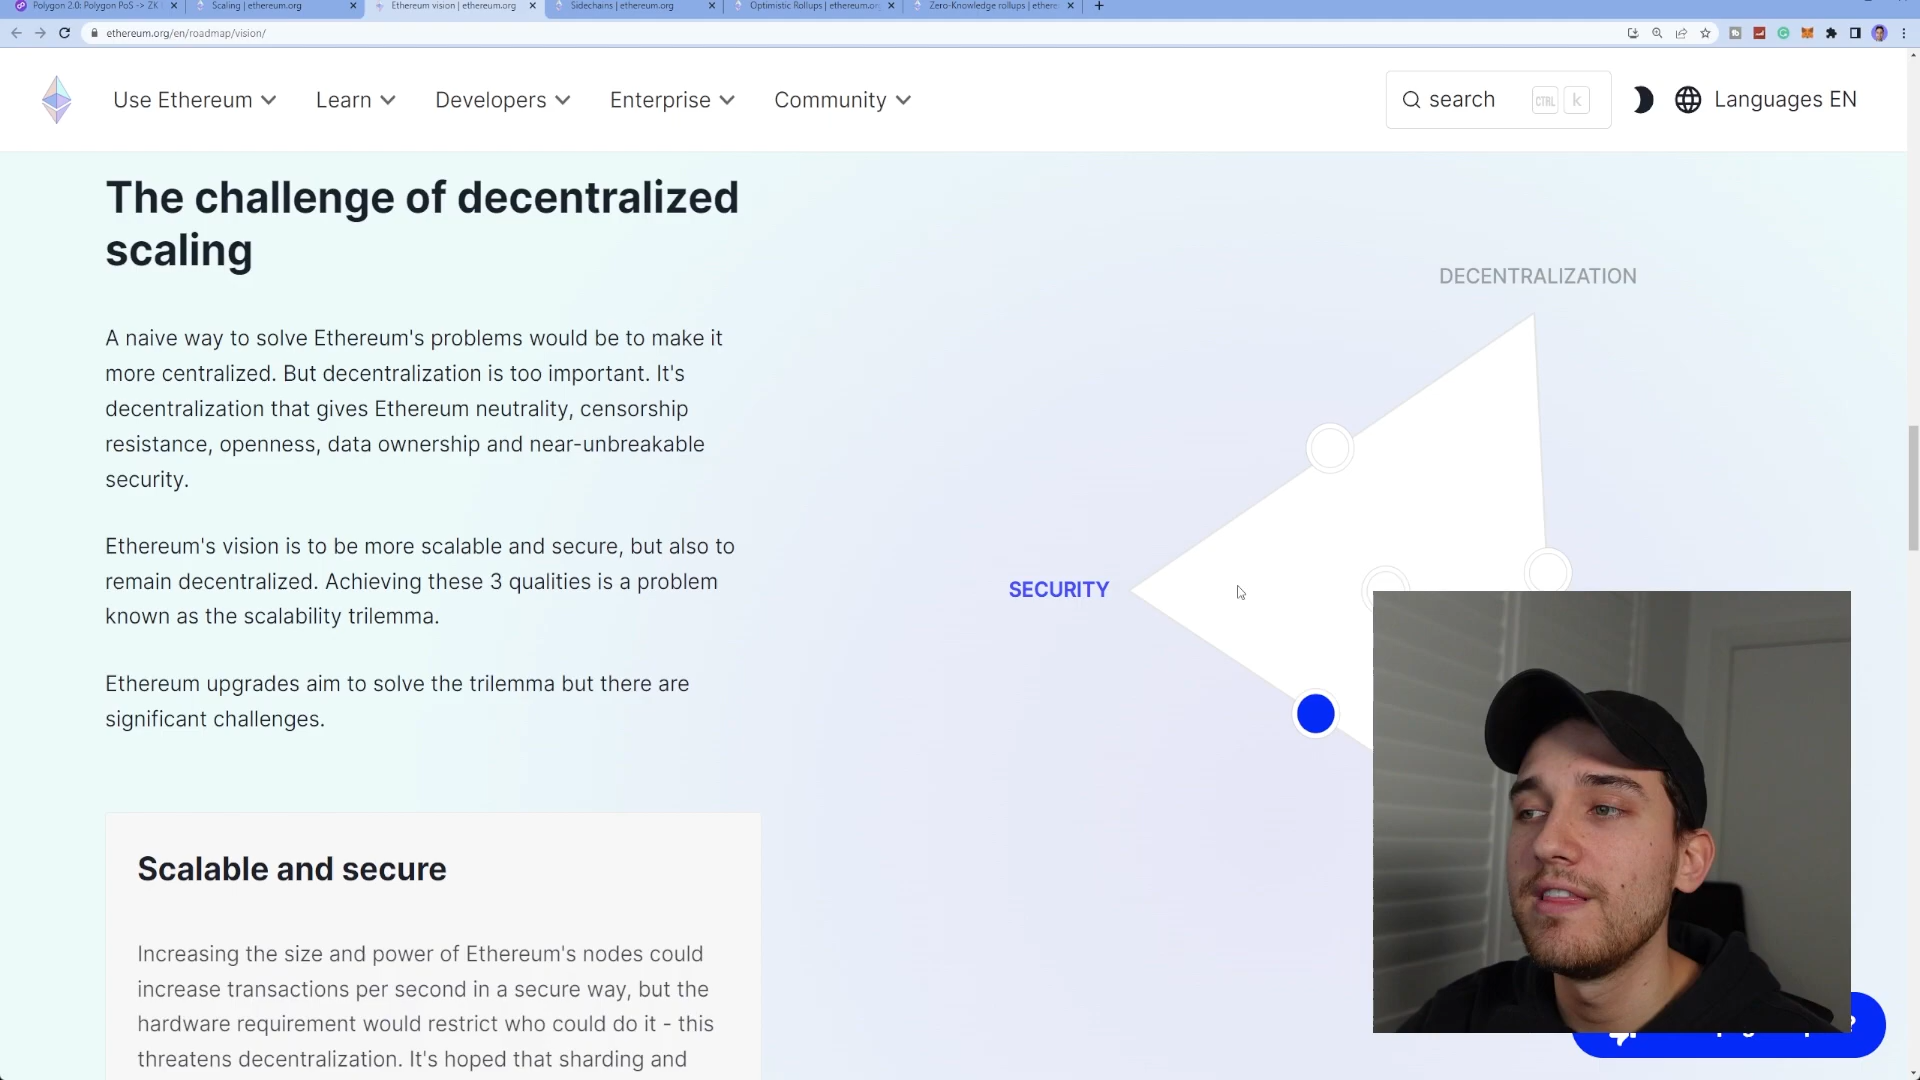 Polygon 2.0: Polygon PoS -> ZK
Scaling | ethereum.org
Ethereum vision | ethereum.org
Sidechains | ethereum.org
Optimistic Rollups | ethereum.or
Zero-Knowledge rollups | ethere
ethereum.org/en/roadmap/vision/
Use Ethereum
Learn
Developers
Enterprise
Community
search
CTRL
k
Languages EN
The challenge of decentralized
scaling
A naive way to solve Ethereum's problems would be to make it
more centralized. But decentralization is too important. It's
decentralization that gives Ethereum neutrality, censorship
resistance, openness, data ownership and near-unbreakable
security.
Ethereum's vision is to be more scalable and secure, but also to
remain decentralized. Achieving these 3 qualities is a problem
known as the scalability trilemma.
Ethereum upgrades aim to solve the trilemma but there are
significant challenges.
DECENTRALIZATION
SECURITY
Scalable and secure
Increasing the size and power of Ethereum's nodes could
increase transactions per second in a secure way, but the
hardware requirement would restrict who could do it - this
threatens decentralization. It's hoped that sharding and